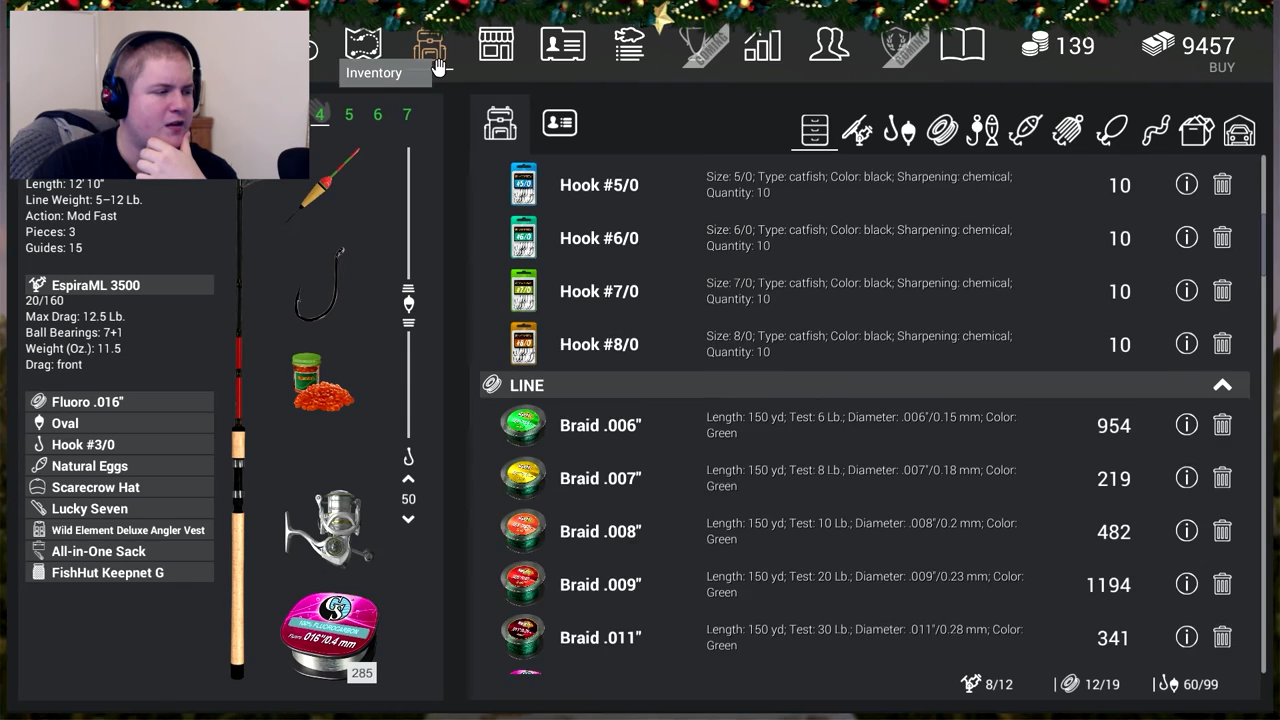 139
9457
BUY
COMING
Inventory
4 5 6 7
Length: 12' 10"
Line Weight: 5–12 Lb.
Action: Mod Fast
Pieces: 3
Guides: 15
EspiraML 3500
20/160
Max Drag: 12.5 Lb.
Ball Bearings: 7+1
Weight (Oz.): 11.5
Drag: front
Fluoro .016"
Oval
Hook #3/0
Natural Eggs
Scarecrow Hat
Lucky Seven
Wild Element Deluxe Angler Vest
All-in-One Sack
FishHut Keepnet G
50
100% FLUOROCARBON
Fluoro .016"/0.4 mm
285
Hook #5/0
Size: 5/0; Type: catfish; Color: black; Sharpening: chemical;
Quantity: 10
10
Hook #6/0
Size: 6/0; Type: catfish; Color: black; Sharpening: chemical;
Quantity: 10
10
Hook #7/0
Size: 7/0; Type: catfish; Color: black; Sharpening: chemical;
Quantity: 10
10
Hook #8/0
Size: 8/0; Type: catfish; Color: black; Sharpening: chemical;
Quantity: 10
10
LINE
Braid .006"
Length: 150 yd; Test: 6 Lb.; Diameter: .006"/0.15 mm; Color:
Green
954
Braid .007"
Length: 150 yd; Test: 8 Lb.; Diameter: .007"/0.18 mm; Color:
Green
219
Braid .008"
Length: 150 yd; Test: 10 Lb.; Diameter: .008"/0.2 mm; Color:
Green
482
Braid .009"
Length: 150 yd; Test: 20 Lb.; Diameter: .009"/0.23 mm; Color:
Green
1194
Braid .011"
Length: 150 yd; Test: 30 Lb.; Diameter: .011"/0.28 mm; Color:
Green
341
8/12
12/19
60/99